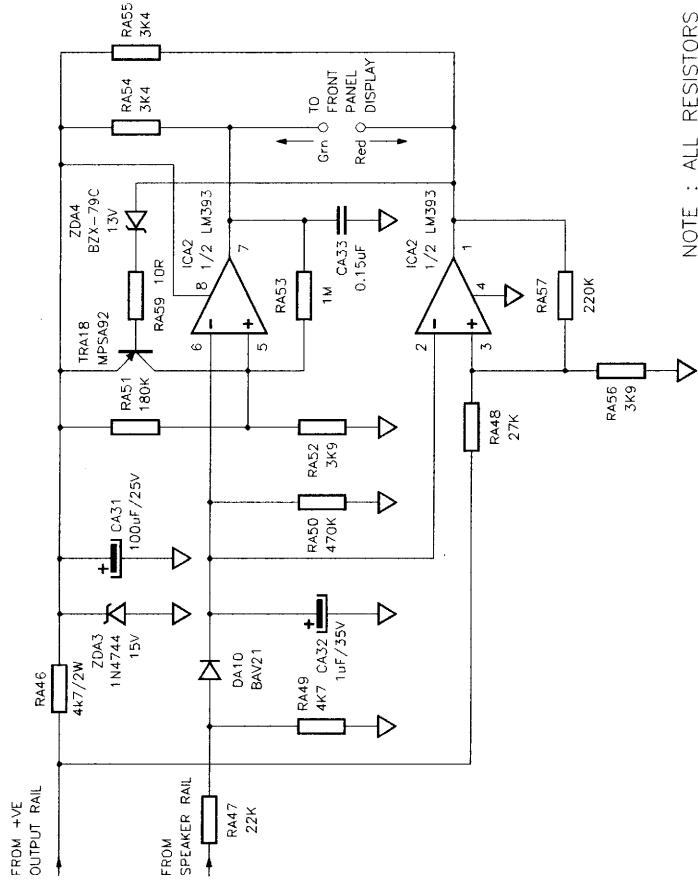 FROM +VE
OUTPUT RAIL
FROM
SPEAKER RAIL
RA46
4k7/2W
RA47
22K
ZDA3
1N4744
15V
+
CA31
100uF/25V
DA10
BAV21
RA49
4K7
+
CA32
1uF/35V
RA50
470K
RA51
180K
RA52
3K9
TRA18
MPSA92
RA59
10R
ZDA4
BZX-79C
13V
ICA2
1/2 LM393
6
-
5
+
8
7
RA53
1M
CA33
0.15uF
RA54
3K4
RA55
3K4
Grn
Red
TO
FRONT
PANEL
DISPLAY
ICA2
1/2 LM393
2
-
3
+
4
1
RA48
27K
RA57
220K
RA56
3K9
NOTE : ALL RESISTORS